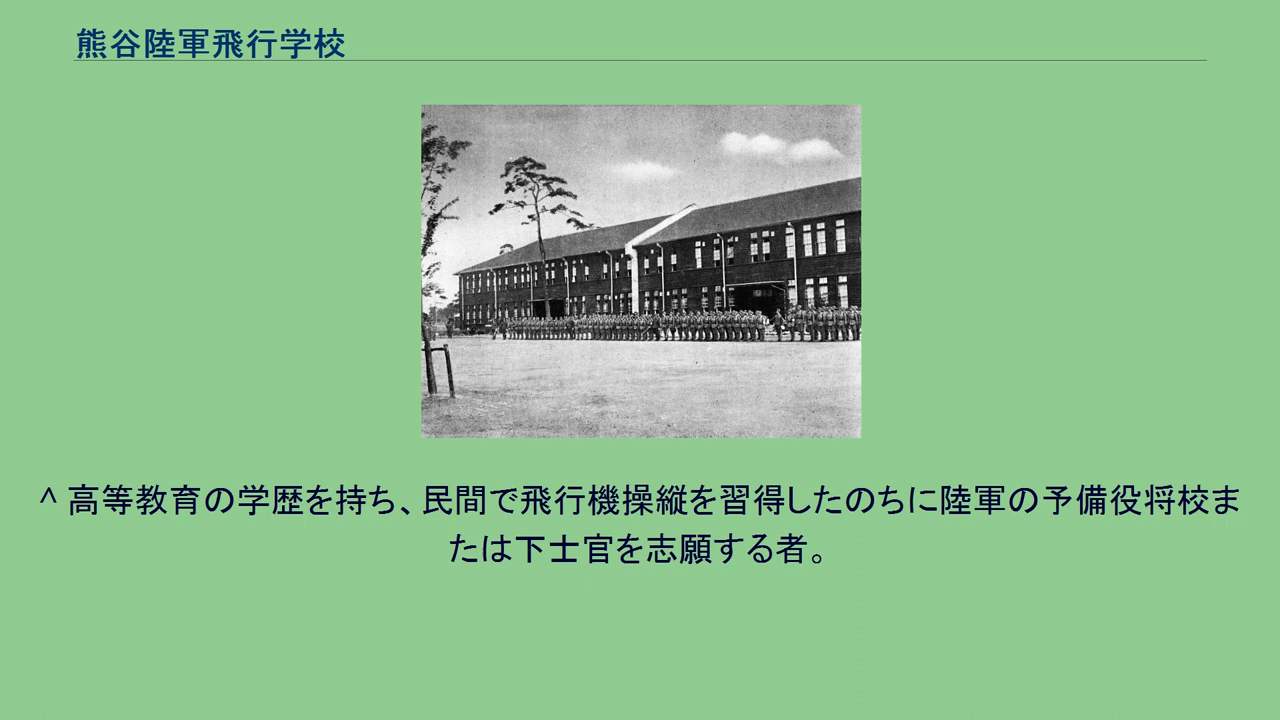 熊谷陸軍飛行学校
^ 高等教育の学歴を持ち、民間で飛行機操縦を習得したのちに陸軍の予備役将校ま
たは下士官を志願する者。